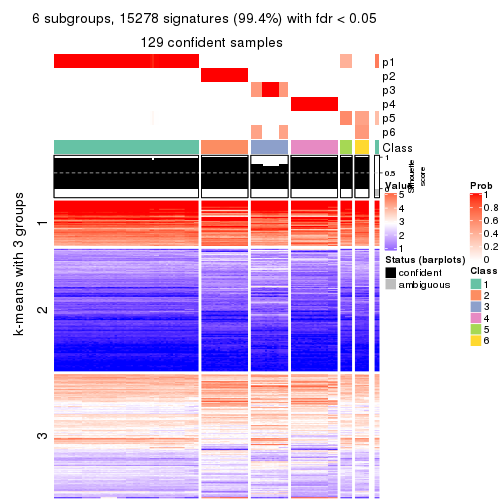 6 subgroups, 15278 signatures (99.4%) with fdr < 0.05
129 confident samples
p1
p2
p3
p4
p5
p6
Class
1
0.5
0
Silhouette
score
k-means with 3 groups
1
2
3
Value
5
4
3
2
1
Status (barplots)
confident
ambiguous
Prob
1
0.8
0.6
0.4
0.2
0
Class
1
2
3
4
5
6